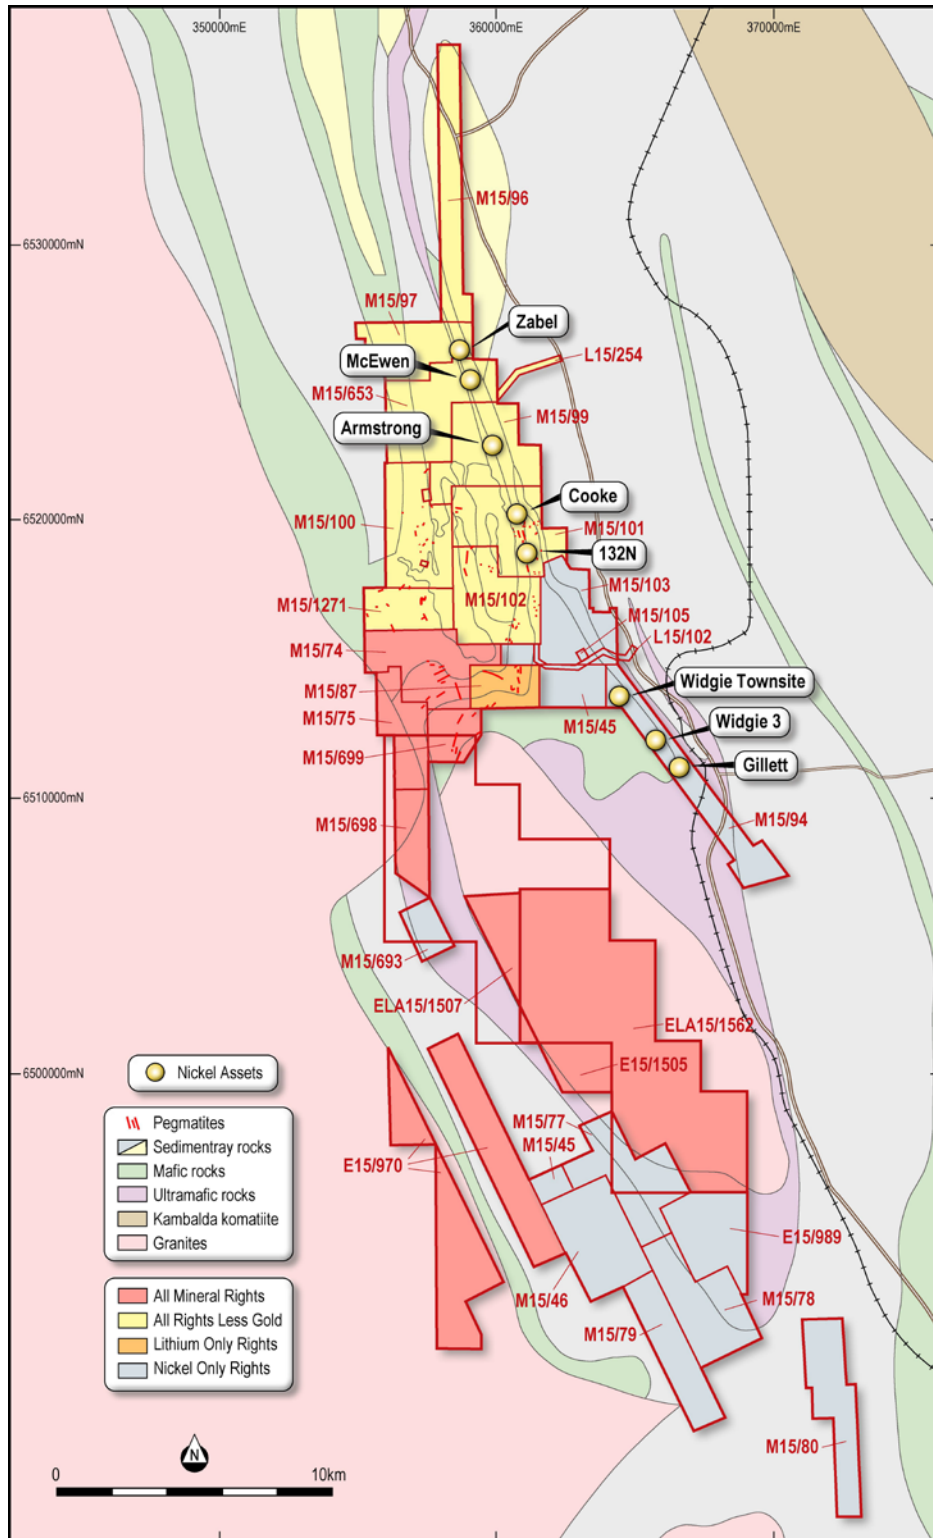 350000mE
360000mE
370000mE
M15/96
6530000mN
M15/97
Zabel
McEwen
L15/254
M15/653
M15/99
Armstrong
Cooke
6520000mN
M15/100
M15/101
132N
M15/103
M15/1271
M15/102
M15/105
L15/102
M15/74
Widgie Townsite
M15/87
M15/75
M15/45
Widgie 3
M15/699
Gillett
6510000mN
M15/698
M15/94
M15/693
ELA15/1507
ELA15/1562
6500000mN
E15/1505
Nickel Assets
M15/77
M15/45
Pegmatites
Sedimentray rocks
Mafic rocks
E15/970
Ultramafic rocks
Kambalda komatiite
Granites
E15/989
All Mineral Rights
M15/46
M15/78
All Rights Less Gold
M15/79
Lithium Only Rights
Nickel Only Rights
M15/80
N
0
10km